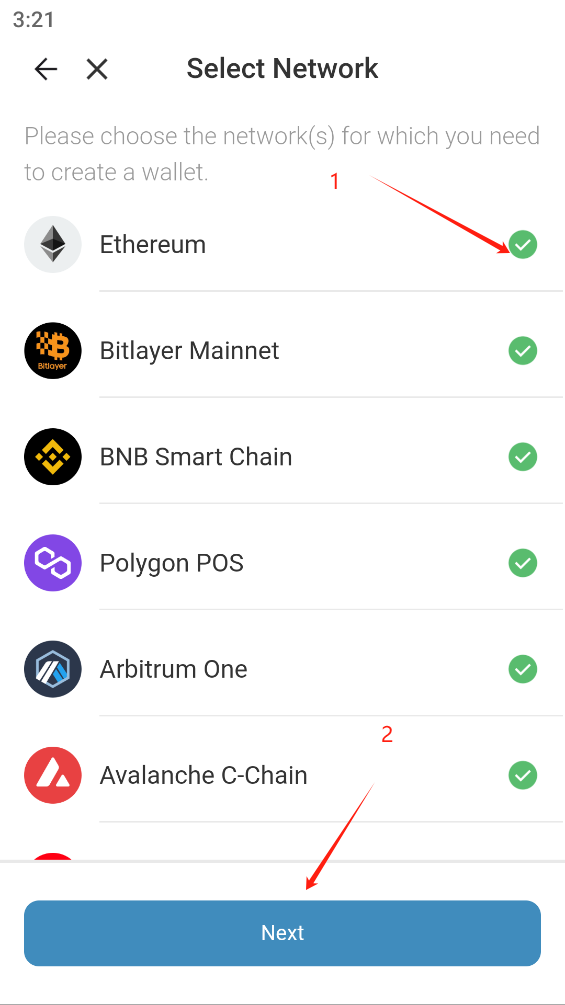 3:21
Select Network
Please choose the network(s) for which you need
to create a wallet.
1
Ethereum
Bitlayer
Bitlayer Mainnet
BNB Smart Chain
Polygon POS
Arbitrum One
2
Avalanche C-Chain
Next